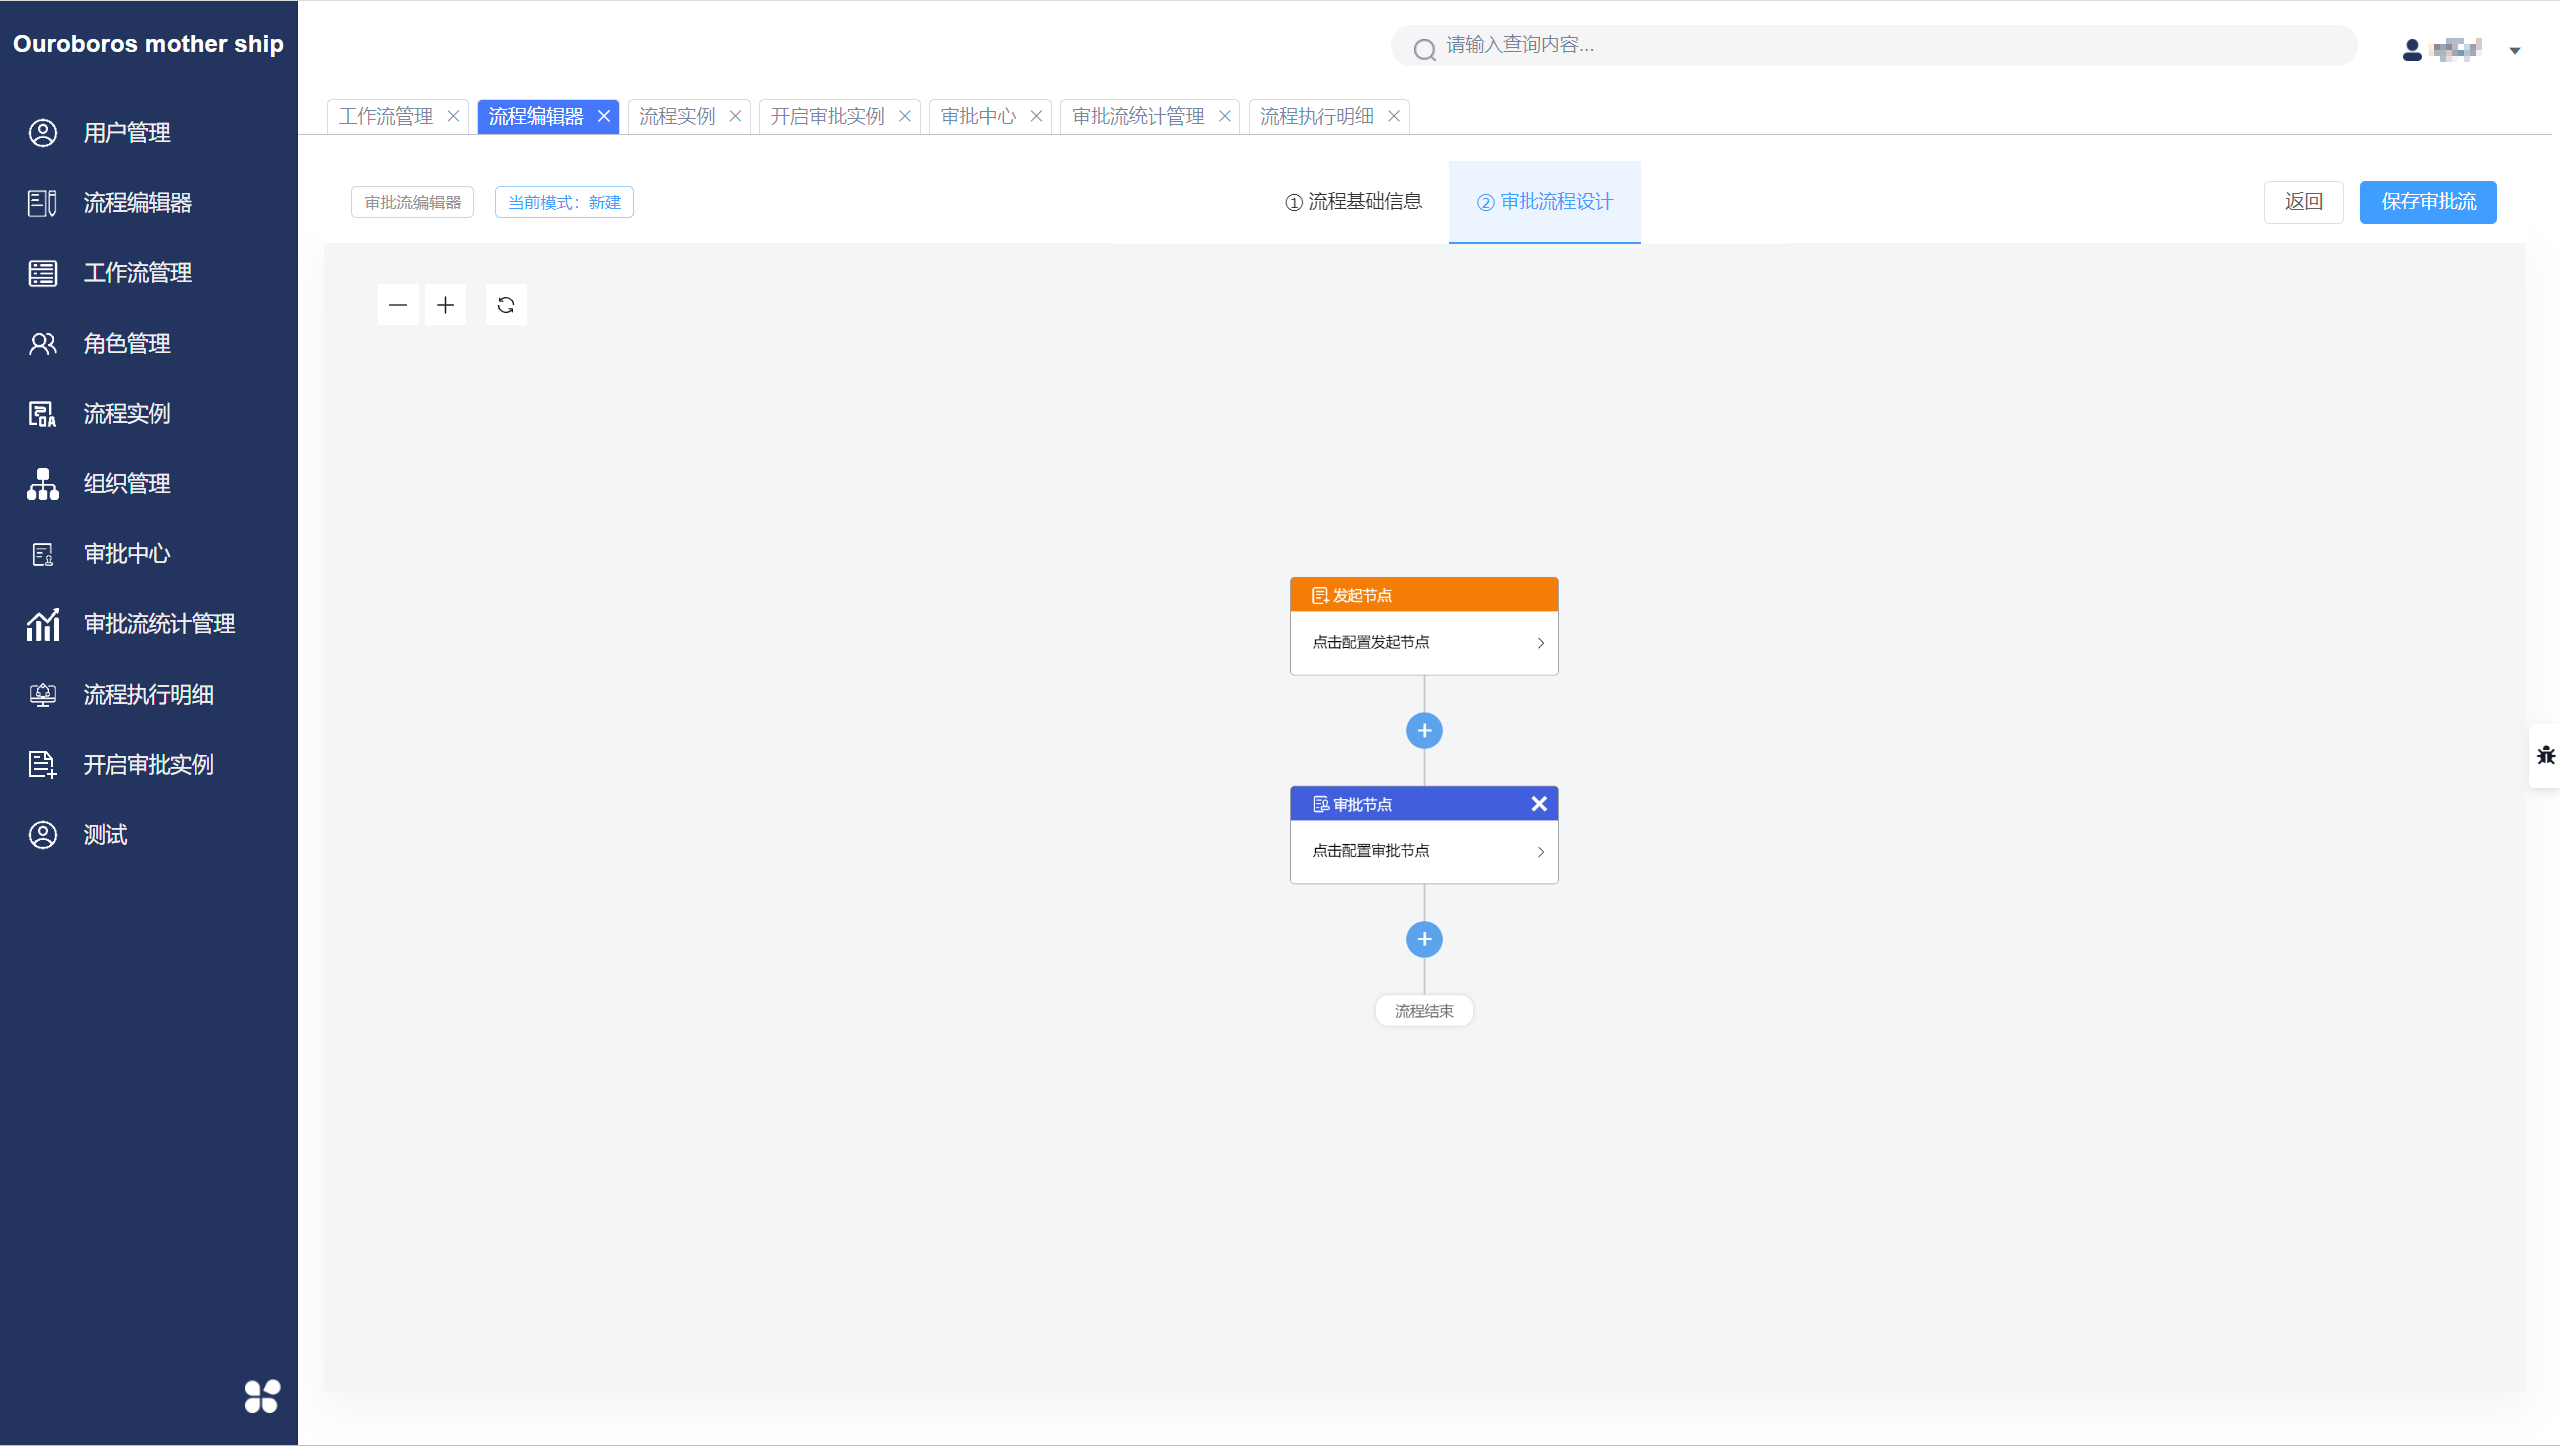 Ouroboros mother ship
请输入查询内容...
用户管理
流程编辑器
工作流管理
角色管理
流程实例
组织管理
审批中心
审批流统计管理
流程执行明细
开启审批实例
测试
工作流管理
流程编辑器
流程实例
开启审批实例
审批中心
审批流统计管理
流程执行明细
审批流编辑器
当前模式：新建
① 流程基础信息
② 审批流程设计
返回
保存审批流
发起节点
点击配置发起节点
审批节点
点击配置审批节点
流程结束